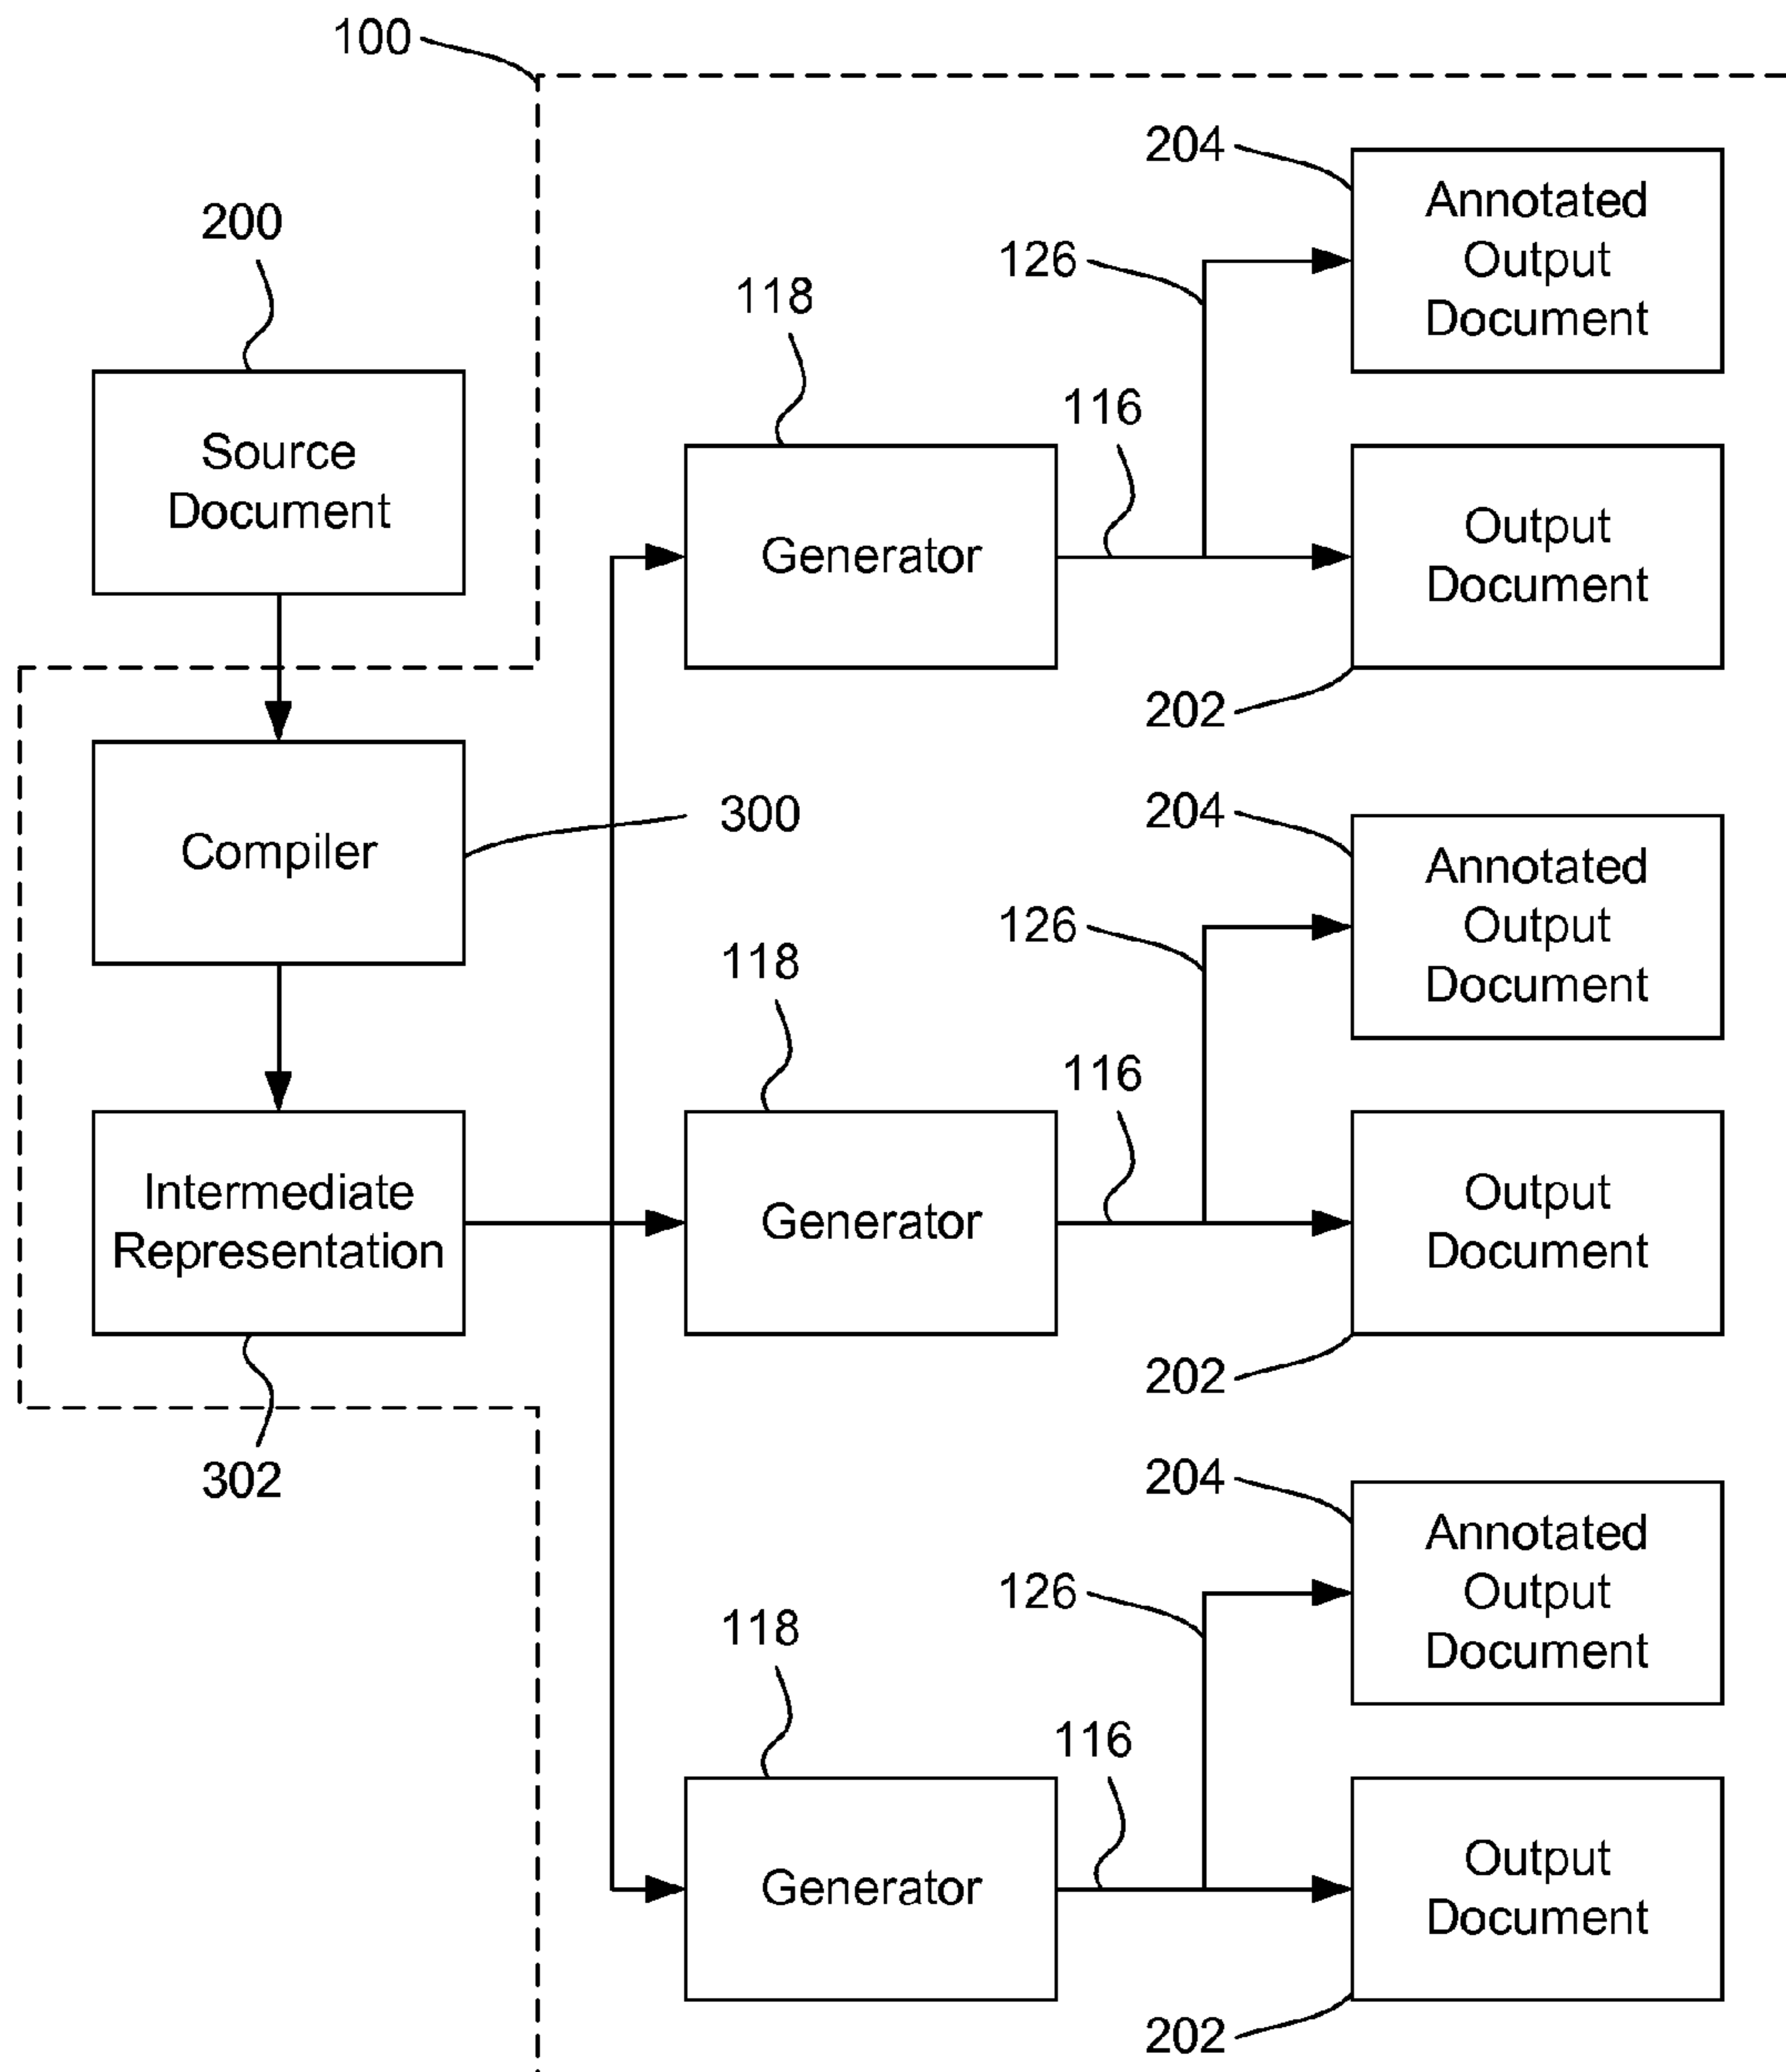 100
204
Annotated
Output
Document
200
126
118
116
Source
Document
Output
Document
Generator
202
300
204
Compiler
Annotated
Output
Document
126
118
116
Intermediate
Representation
Generator
Output
Document
202
302
204
Annotated
Output
Document
126
118
116
Generator
Output
Document
202